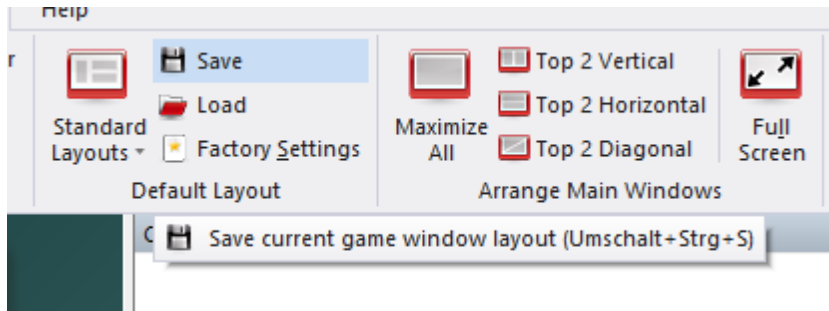 Help
r
Save
Load
Standard
Layouts
Factory Settings
Default Layout
Maximize
All
Top 2 Vertical
Top 2 Horizontal
Top 2 Diagonal
Full
Screen
Arrange Main Windows
Save current game window layout (Umschalt+Strg+S)